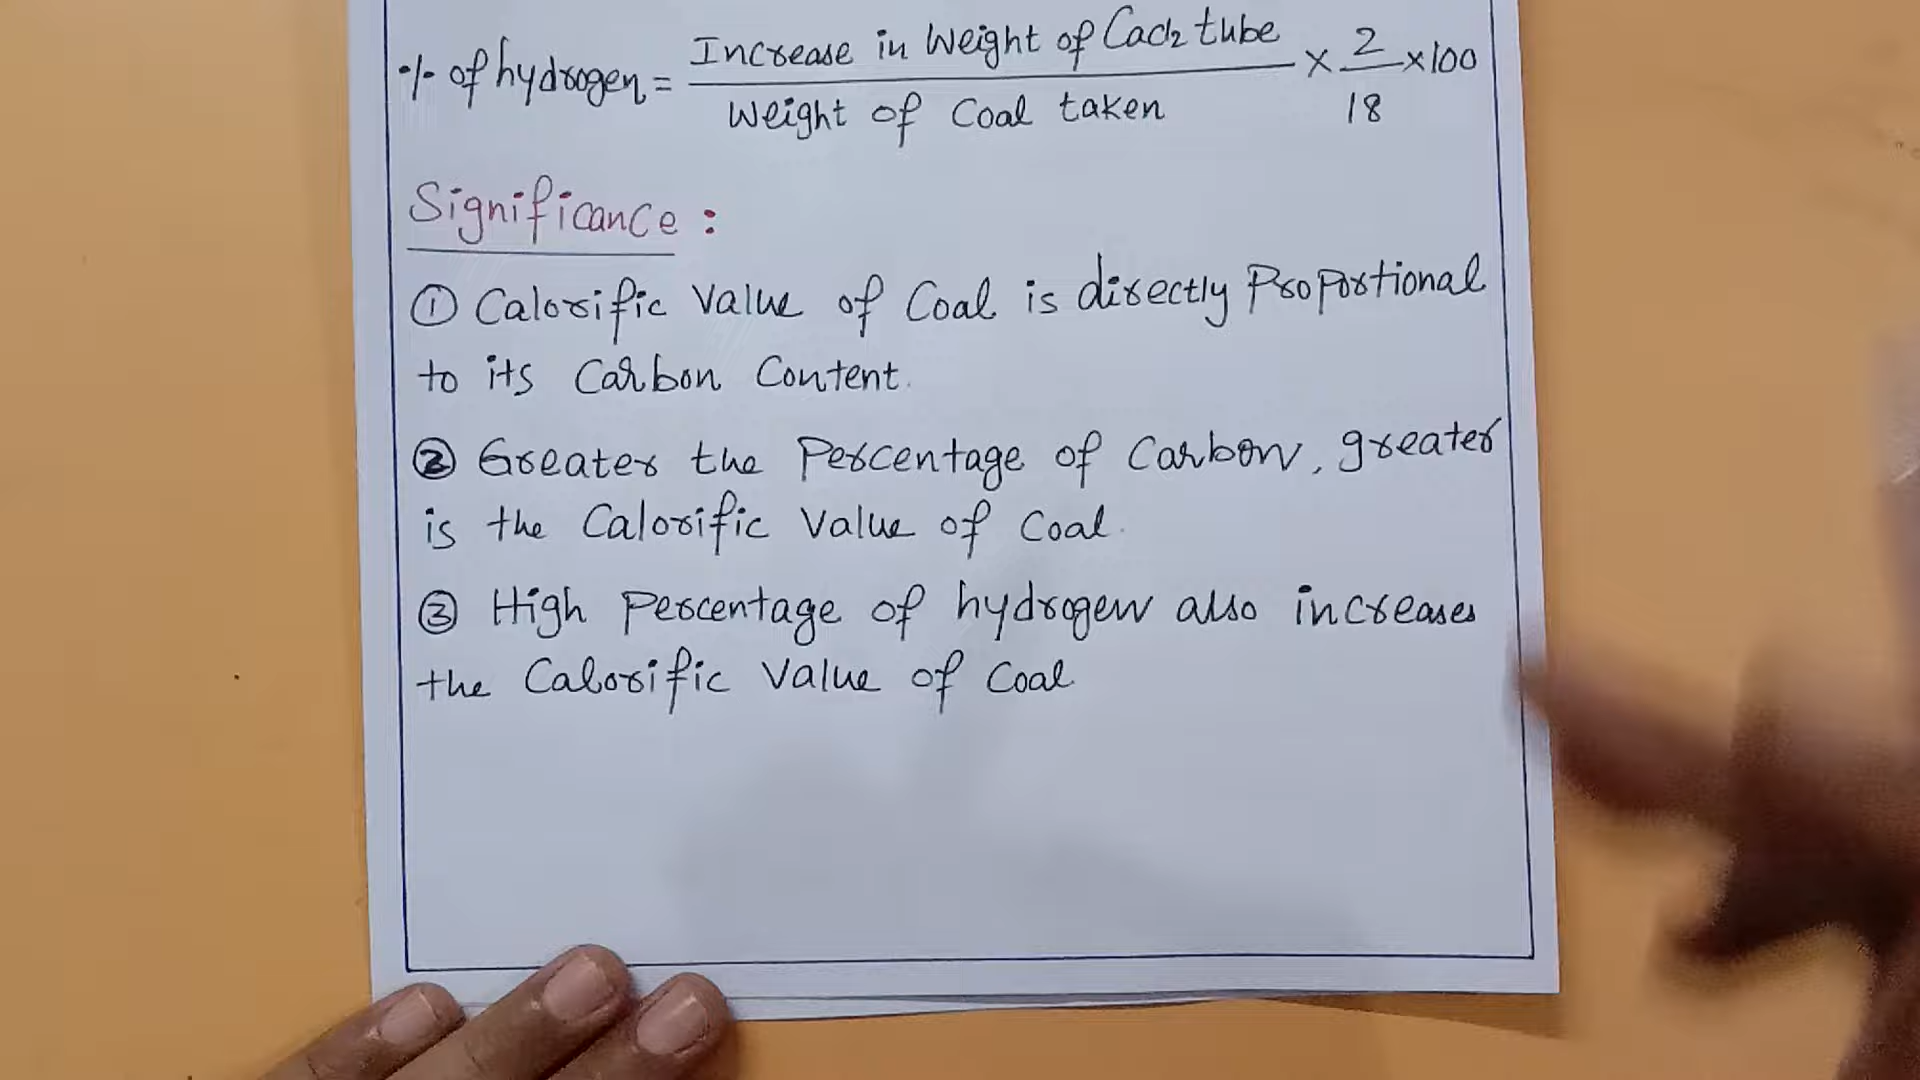 ·/· of hydrogen = Increase in Weight of Cacl2 tube / Weight of Coal taken × 2/18 ×100
Significance :
① Calorific Value of Coal is directly Proportional
to its Carbon Content.
② Greater the Percentage of Carbon, greater
is the Calorific Value of Coal.
③ High Percentage of hydrogen also increases
the Calorific Value of Coal